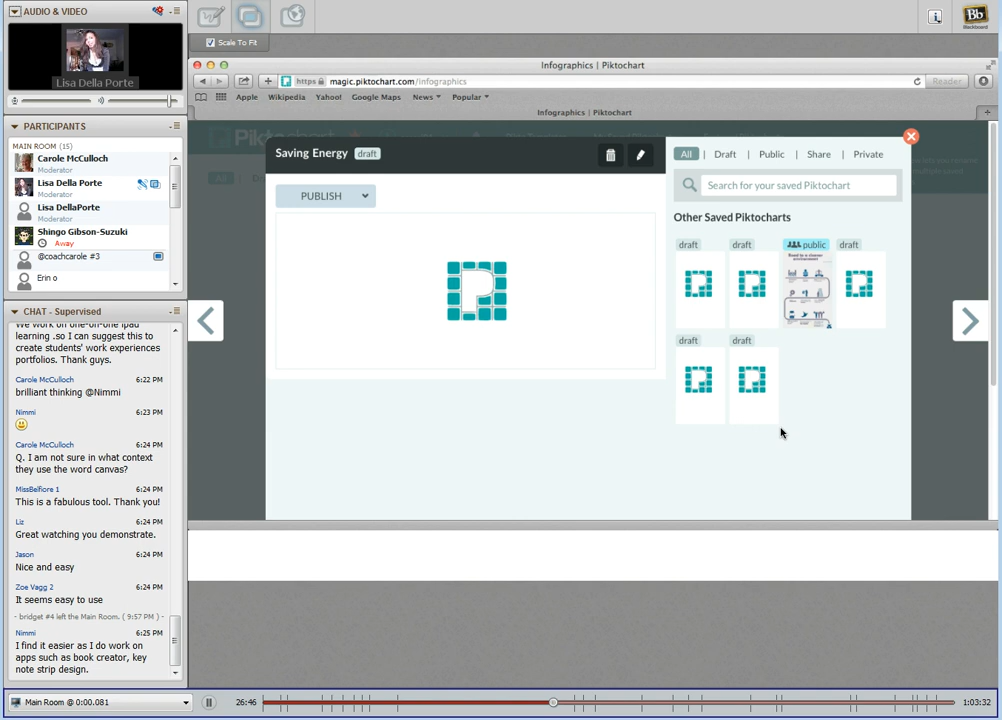 AUDIO & VIDEO
Lisa Della Porte
PARTICIPANTS
MAIN ROOM (15)
Carole McCulloch
Moderator
Lisa Della Porte
Moderator
Lisa DellaPorte
Moderator
Shingo Gibson-Suzuki
Away
@coachcarole #3
Erin o
CHAT - Supervised
We work on one-on-one ipad
learning .so I can suggest this to
create students' work experiences
portfolios. Thank guys.
Carole McCulloch 6:22 PM
brilliant thinking @Nimmi
Nimmi 6:23 PM
Carole McCulloch 6:24 PM
Q. I am not sure in what context
they use the word canvas?
MissBelfiore 1 6:24 PM
This is a fabulous tool. Thank you!
Liz 6:24 PM
Great watching you demonstrate.
Jason 6:24 PM
Nice and easy
Zoe Vagg 2 6:24 PM
It seems easy to use
- bridget #4 left the Main Room. ( 9:57 PM ) -
Nimmi 6:25 PM
I find it easier as I do work on
apps such as book creator, key
note strip design.
Scale To Fit
Bb
Blackboard
Infographics | Piktochart
https magic.piktochart.com/infographics
Reader
Apple Wikipedia Yahoo! Google Maps News Popular
Infographics | Piktochart
Saving Energy draft
PUBLISH
All Draft Public Share Private
Search for your saved Piktochart
Other Saved Piktocharts
draft draft public draft
draft draft
Main Room @ 0:00.081
26:46
1:03:32